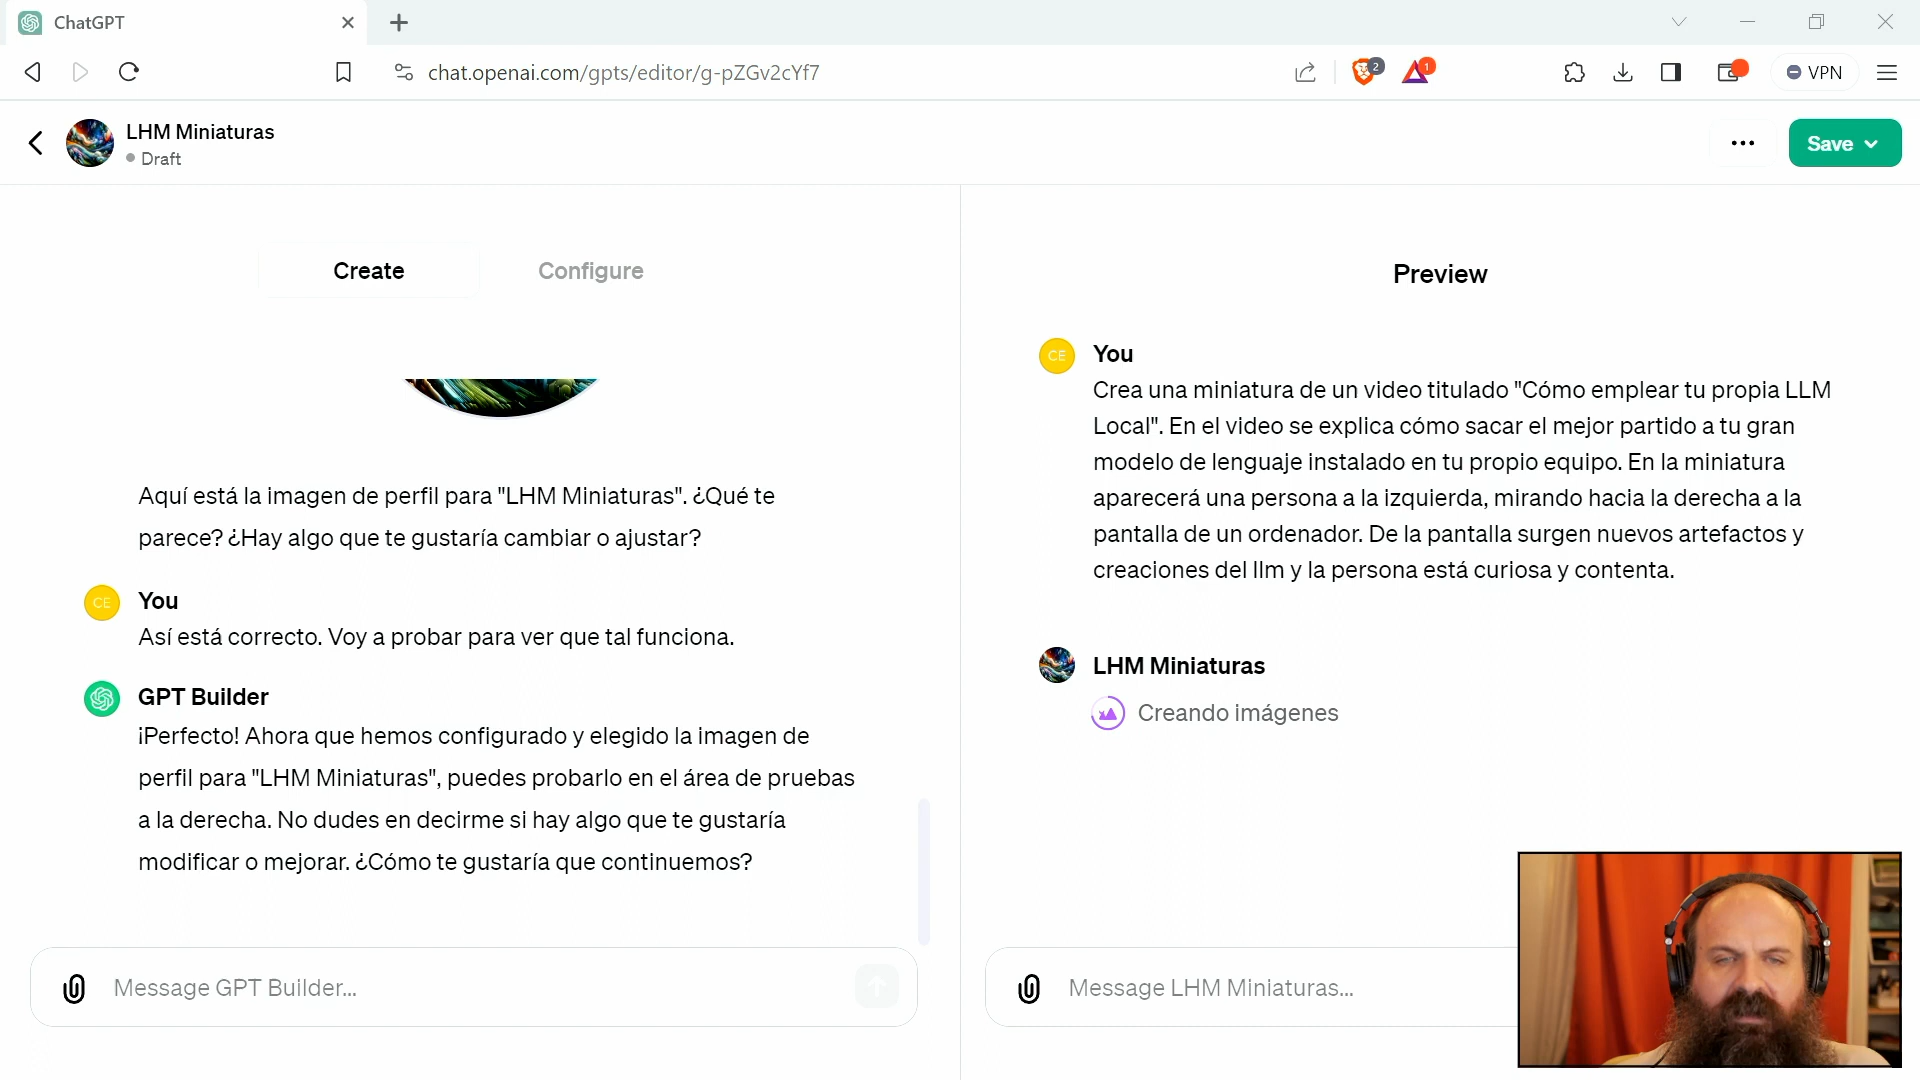 ChatGPT
chat.openai.com/gpts/editor/g-pZGv2cYf7
2
1
VPN
LHM Miniaturas
Draft
Save
Create
Configure
Aquí está la imagen de perfil para "LHM Miniaturas". ¿Qué te
parece? ¿Hay algo que te gustaría cambiar o ajustar?
CE
You
Así está correcto. Voy a probar para ver que tal funciona.
GPT Builder
¡Perfecto! Ahora que hemos configurado y elegido la imagen de
perfil para "LHM Miniaturas", puedes probarlo en el área de pruebas
a la derecha. No dudes en decirme si hay algo que te gustaría
modificar o mejorar. ¿Cómo te gustaría que continuemos?
Message GPT Builder...
Preview
CE
You
Crea una miniatura de un video titulado "Cómo emplear tu propia LLM
Local". En el video se explica cómo sacar el mejor partido a tu gran
modelo de lenguaje instalado en tu propio equipo. En la miniatura
aparecerá una persona a la izquierda, mirando hacia la derecha a la
pantalla de un ordenador. De la pantalla surgen nuevos artefactos y
creaciones del llm y la persona está curiosa y contenta.
LHM Miniaturas
Creando imágenes
Message LHM Miniaturas...